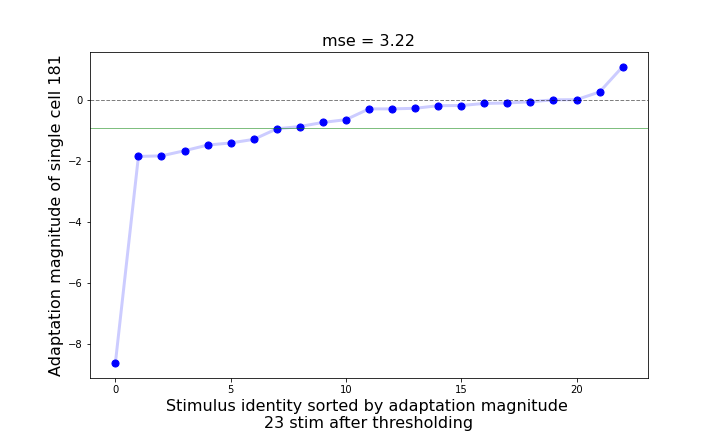 mse = 3.22
Adaptation magnitude of single cell 181
0
−2
−4
−6
−8
0 5 10 15 20
Stimulus identity sorted by adaptation magnitude
23 stim after thresholding